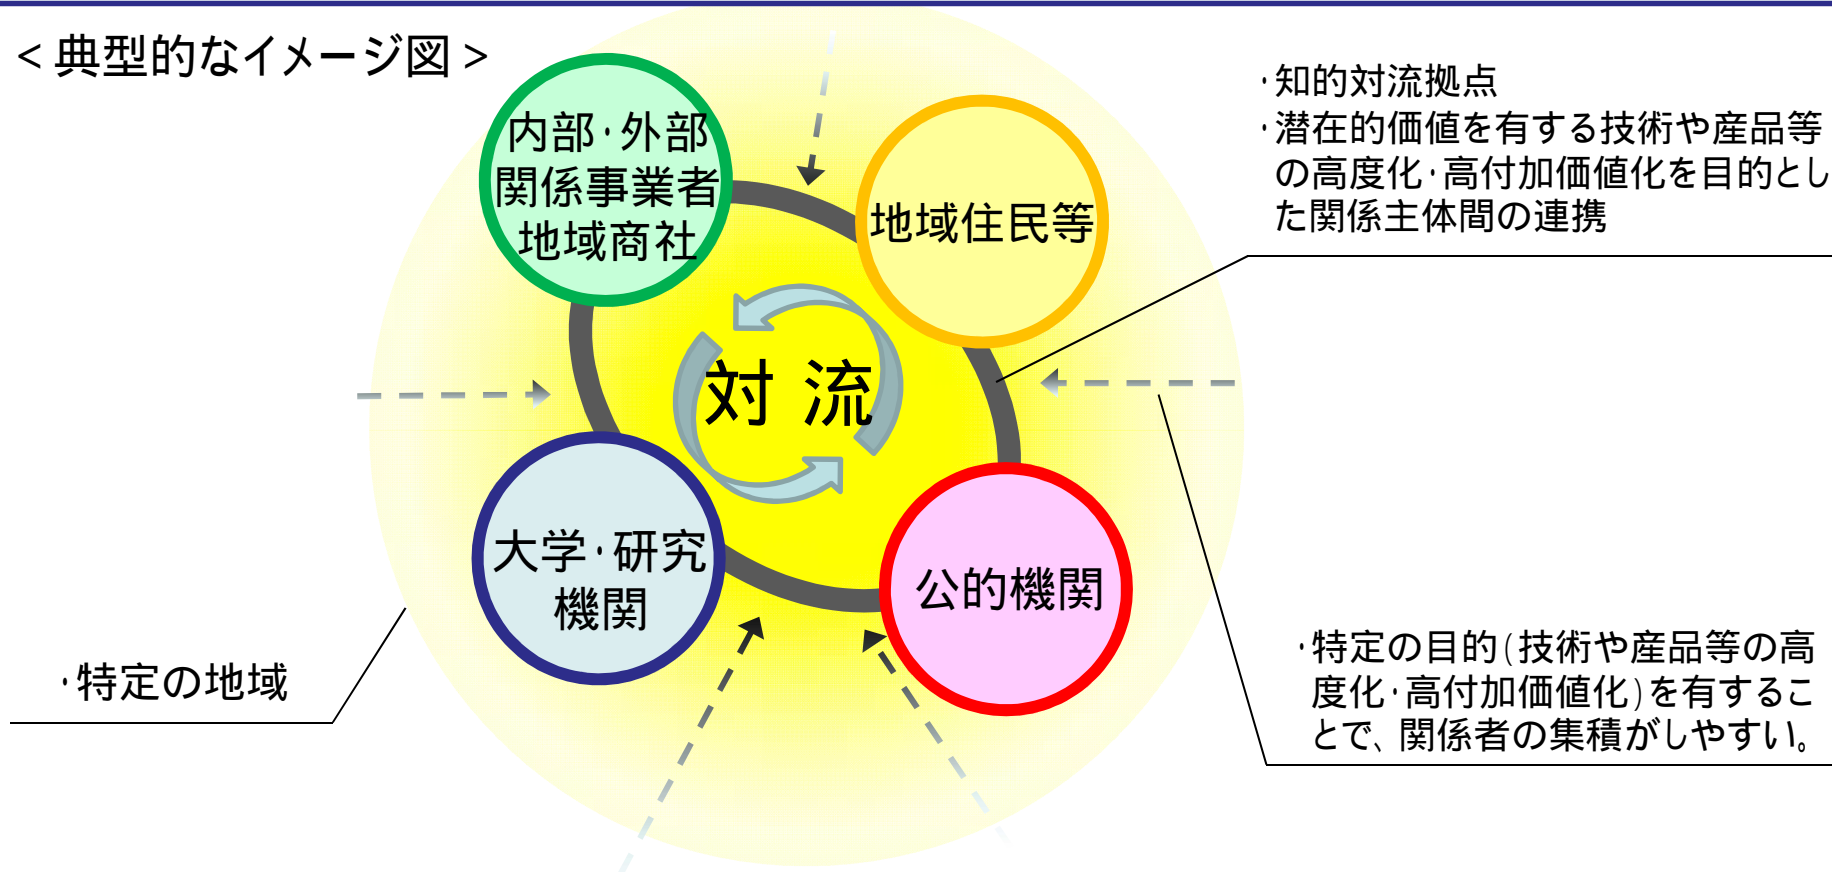 <典型的なイメージ図>
内部・外部
関係事業者
地域商社
地域住民等
・知的対流拠点
・潜在的価値を有する技術や産品等
の高度化・高付加価値化を目的とし
た関係主体間の連携
対 流
大学・研究
機関
公的機関
・特定の地域
・特定の目的(技術や産品等の高
度化・高付加価値化)を有するこ
とで、関係者の集積がしやすい。